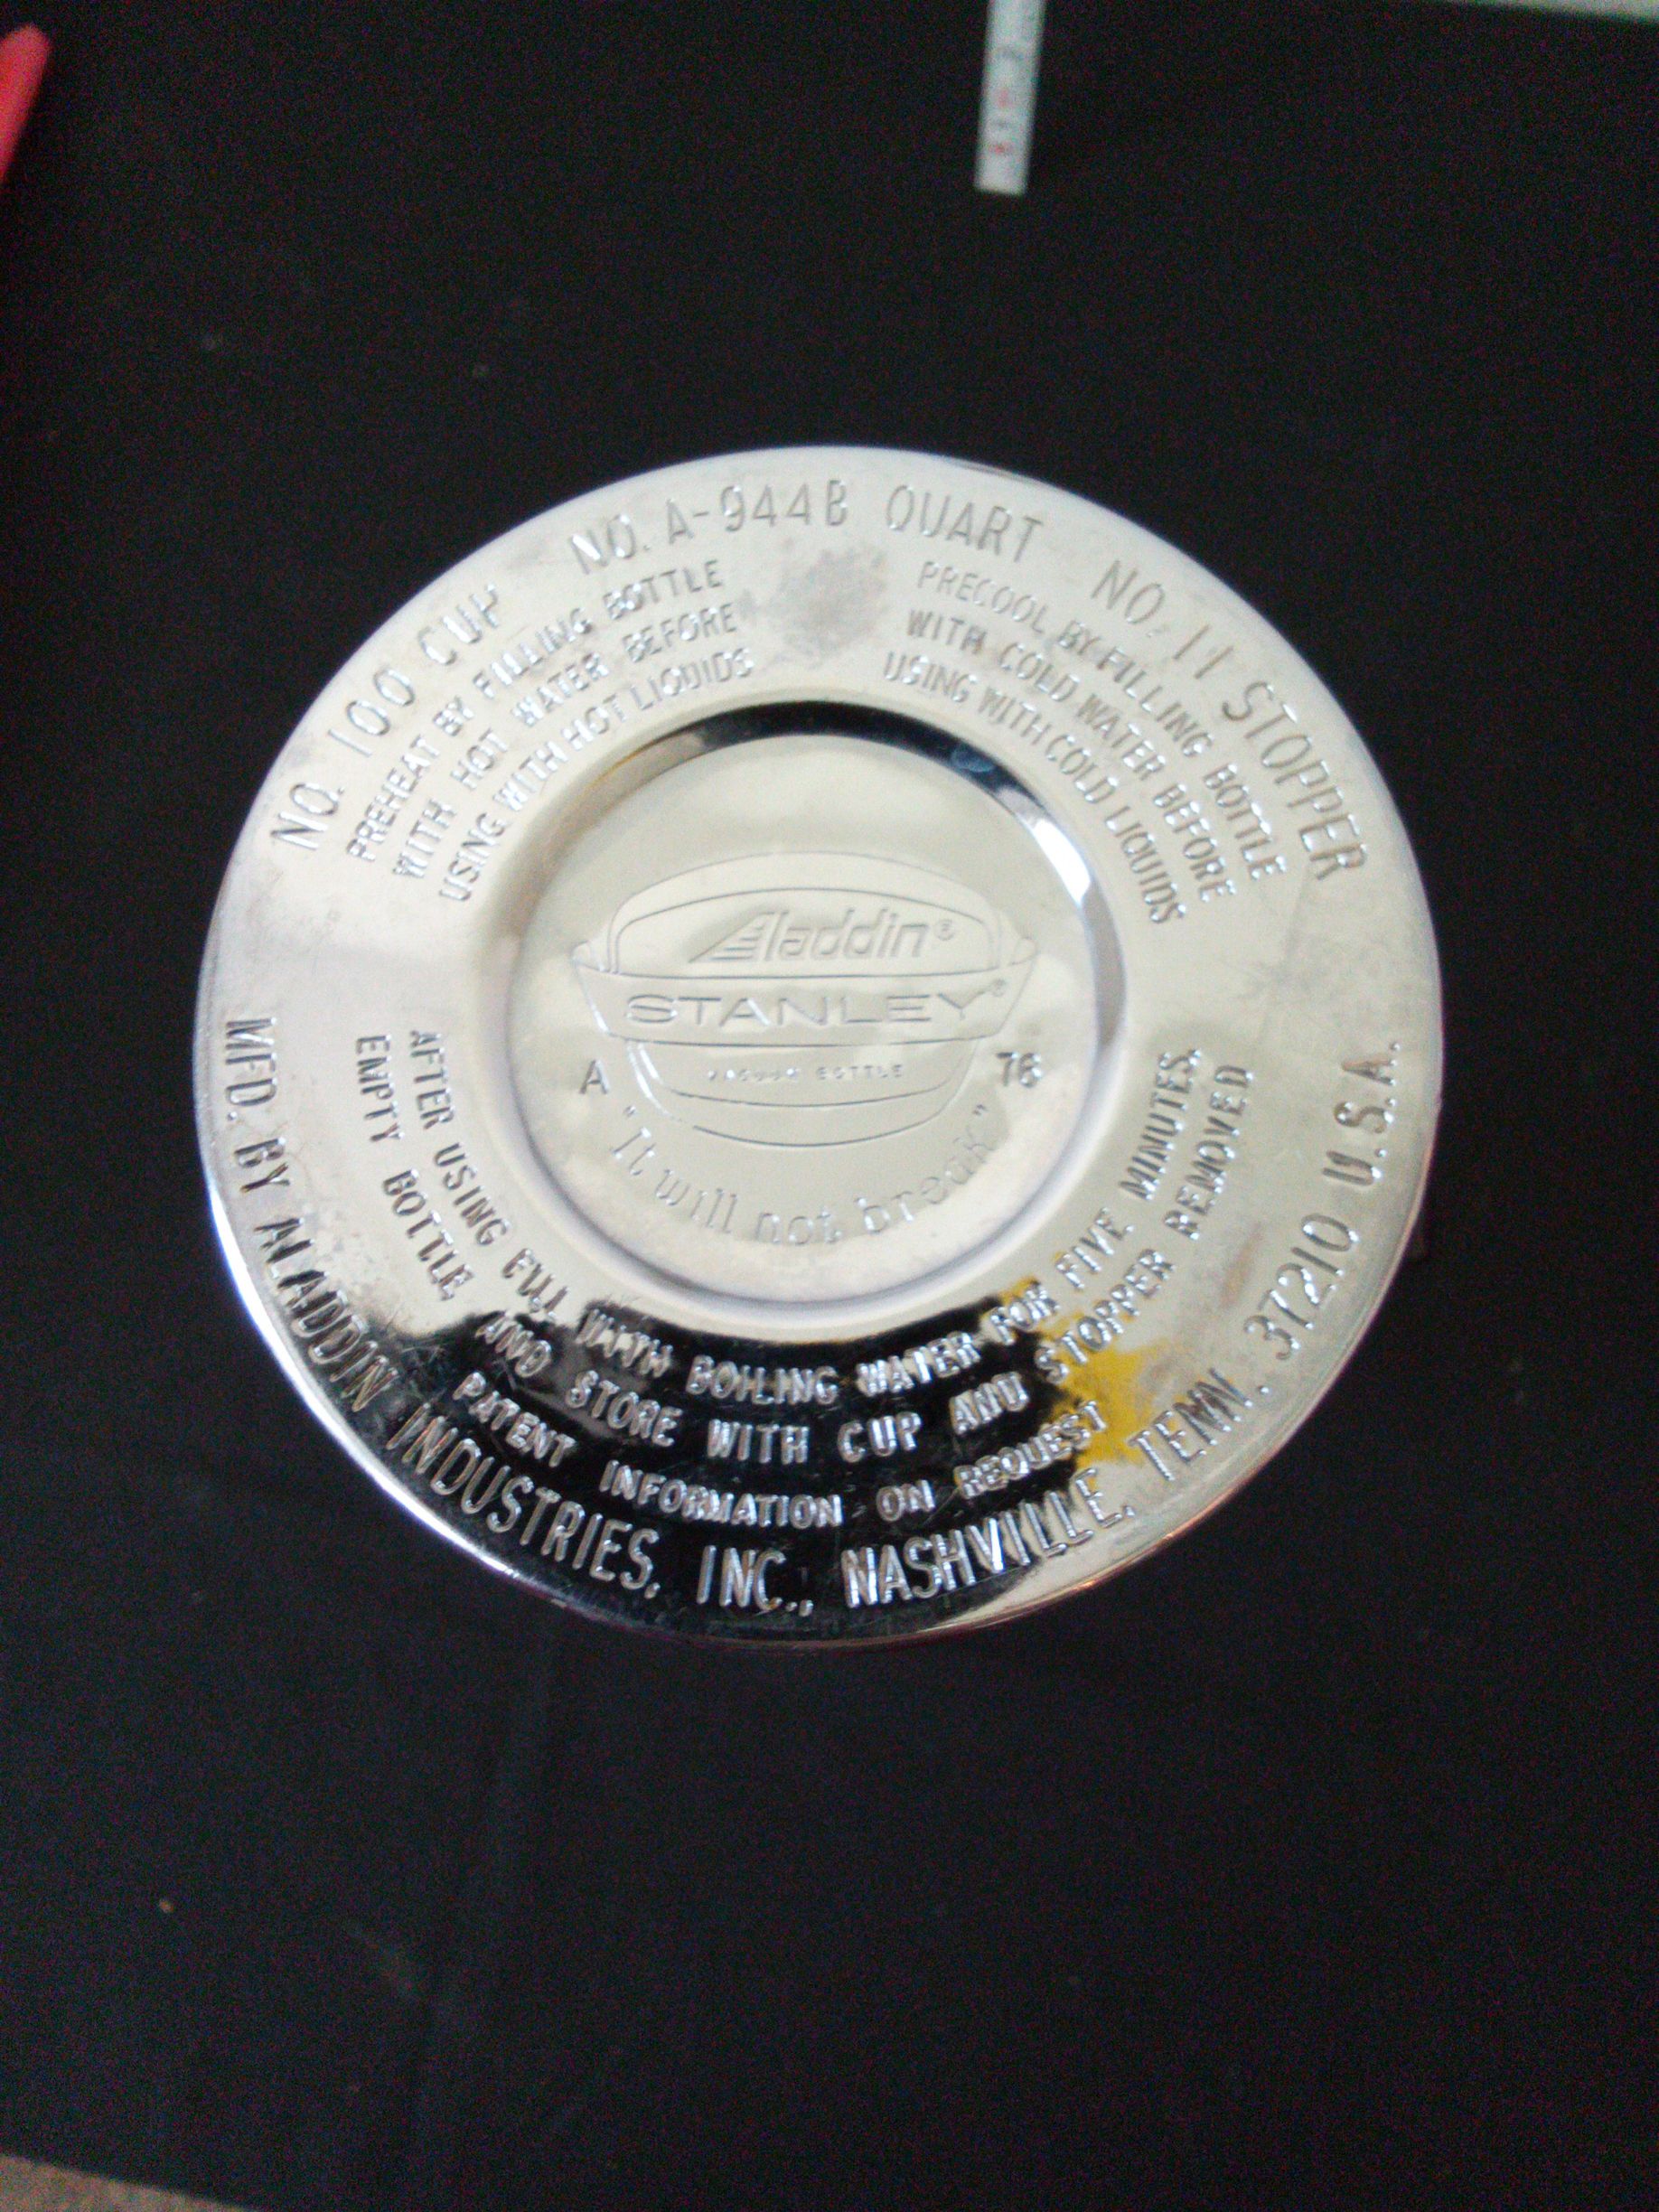 NO. 100 CUP NO. A-944B QUART NO. 11 STOPPER
PREHEAT BY FILLING BOTTLE
WITH HOT WATER BEFORE
USING WITH HOT LIQUIDS
PRECOOL BY FILLING BOTTLE
WITH COLD WATER BEFORE
USING WITH COLD LIQUIDS
Aladdin®
STANLEY®
VACUUM BOTTLE
A 76
"It will not break"
AFTER USING FILL WITH BOILING WATER FOR FIVE MINUTES.
EMPTY BOTTLE AND STORE WITH CUP AND STOPPER REMOVED
PATENT INFORMATION ON REQUEST
MFD. BY ALADDIN INDUSTRIES, INC., NASHVILLE, TENN. 37210 U.S.A.